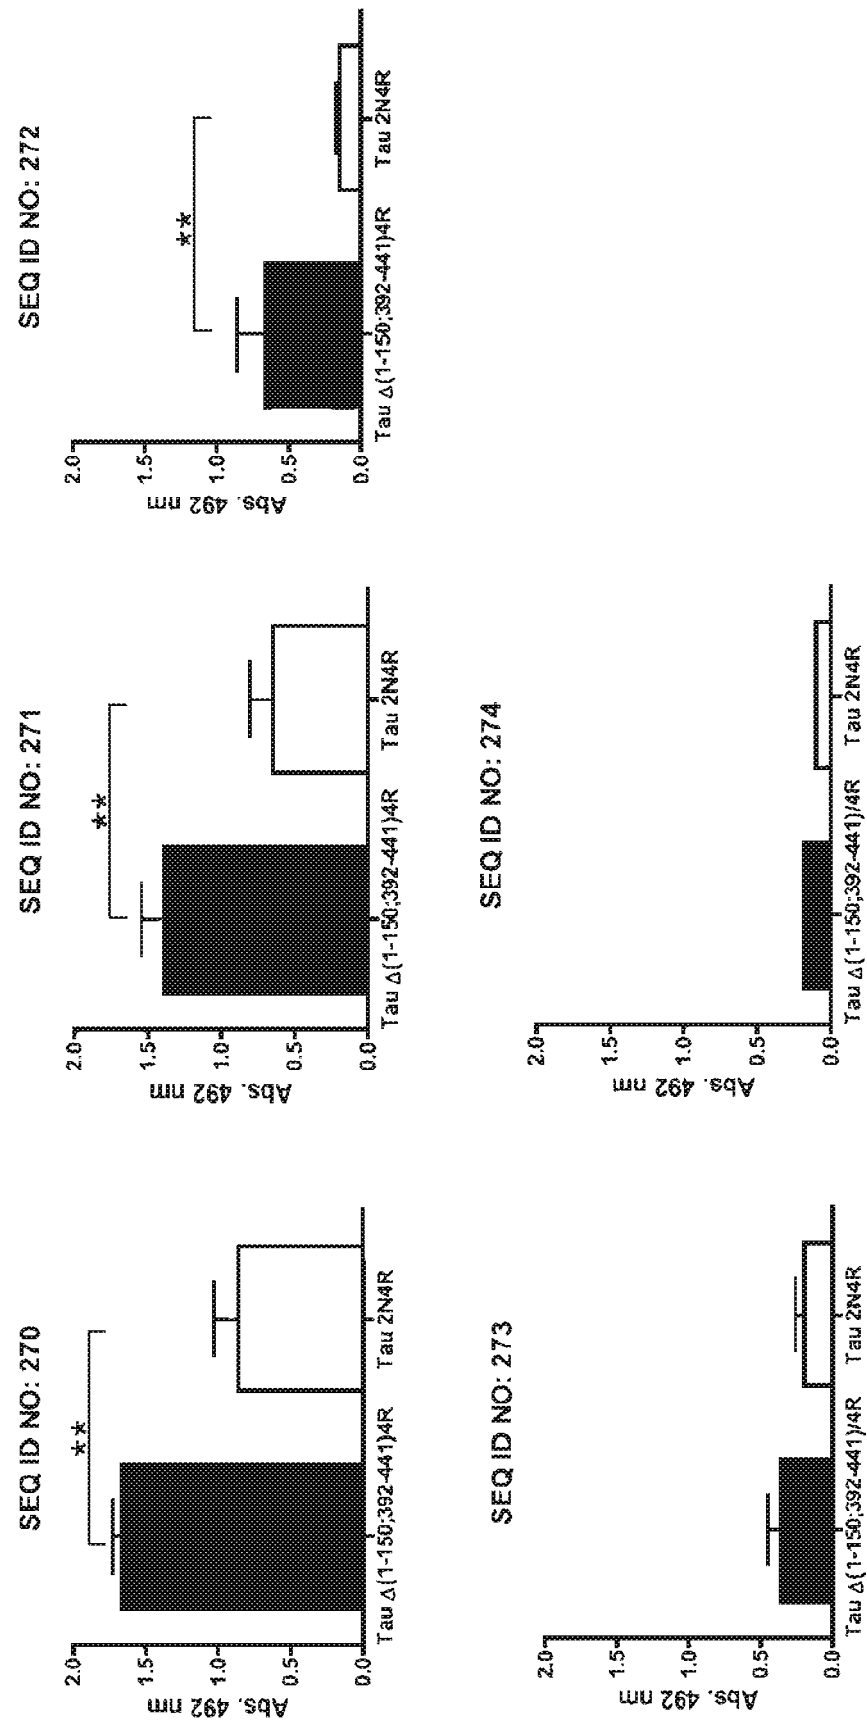 SEQ ID NO: 270
**
Abs. 492 nm
2.0
1.5
1.0
0.5
0.0
Tau Δ(1-150;392-441)4R
Tau 2N4R
SEQ ID NO: 271
**
Abs. 492 nm
2.0
1.5
1.0
0.5
0.0
Tau Δ(1-150;392-441)4R
Tau 2N4R
SEQ ID NO: 272
**
Abs. 492 nm
2.0
1.5
1.0
0.5
0.0
Tau Δ(1-150;392-441)4R
Tau 2N4R
SEQ ID NO: 273
Abs. 492 nm
2.0
1.5
1.0
0.5
0.0
Tau Δ(1-150;392-441)/4R
Tau 2N4R
SEQ ID NO: 274
Abs. 492 nm
2.0
1.5
1.0
0.5
0.0
Tau Δ(1-150;392-441)/4R
Tau 2N4R